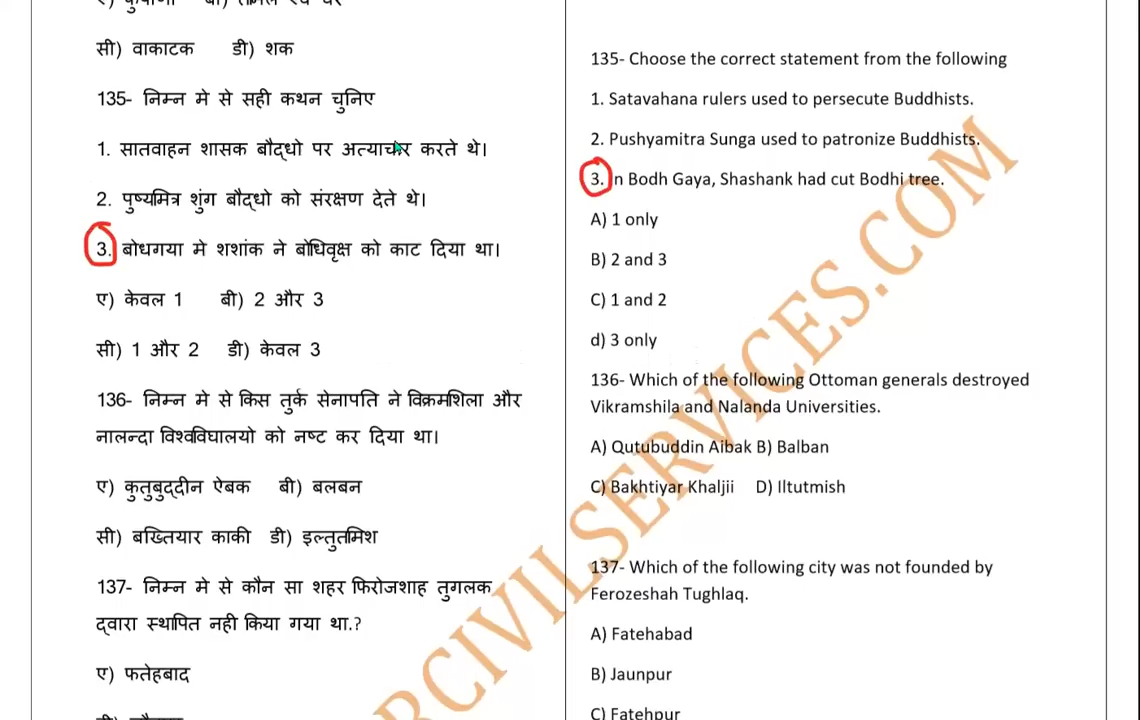 सी) वाकाटक डी) शक
135- निम्न मे से सही कथन चुनिए
1. सातवाहन शासक बौद्धो पर अत्याचार करते थे।
2. पुष्यमित्र शुंग बौद्धो को संरक्षण देते थे।
3. बोधगया मे शशांक ने बोधिवृक्ष को काट दिया था।
ए) केवल 1 बी) 2 और 3
सी) 1 और 2 डी) केवल 3
136- निम्न मे से किस तुर्क सेनापति ने विक्रमशिला और
नालन्दा विश्वविघालयो को नष्ट कर दिया था।
ए) कुतुबुद्दीन ऐबक बी) बलबन
सी) बख्तियार काकी डी) इल्तुतमिश
137- निम्न मे से कौन सा शहर फिरोजशाह तुगलक
द्वारा स्थापित नही किया गया था.?
ए) फतेहबाद
135- Choose the correct statement from the following
1. Satavahana rulers used to persecute Buddhists.
2. Pushyamitra Sunga used to patronize Buddhists.
3. In Bodh Gaya, Shashank had cut Bodhi tree.
A) 1 only
B) 2 and 3
C) 1 and 2
d) 3 only
136- Which of the following Ottoman generals destroyed
Vikramshila and Nalanda Universities.
A) Qutubuddin Aibak B) Balban
C) Bakhtiyar Khaljii D) Iltutmish
137- Which of the following city was not founded by
Ferozeshah Tughlaq.
A) Fatehabad
B) Jaunpur
C) Fatehpur
RCIVILSERVICES.COM